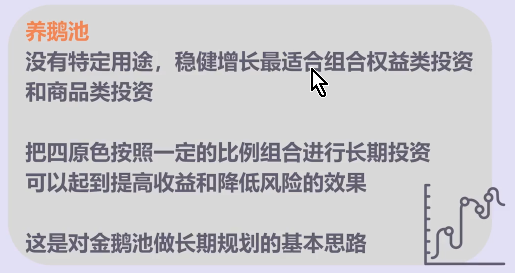 养鹅池
没有特定用途，稳健增长最适合组合权益类投资
和商品类投资
把四原色按照一定的比例组合进行长期投资
可以起到提高收益和降低风险的效果
这是对金鹅池做长期规划的基本思路